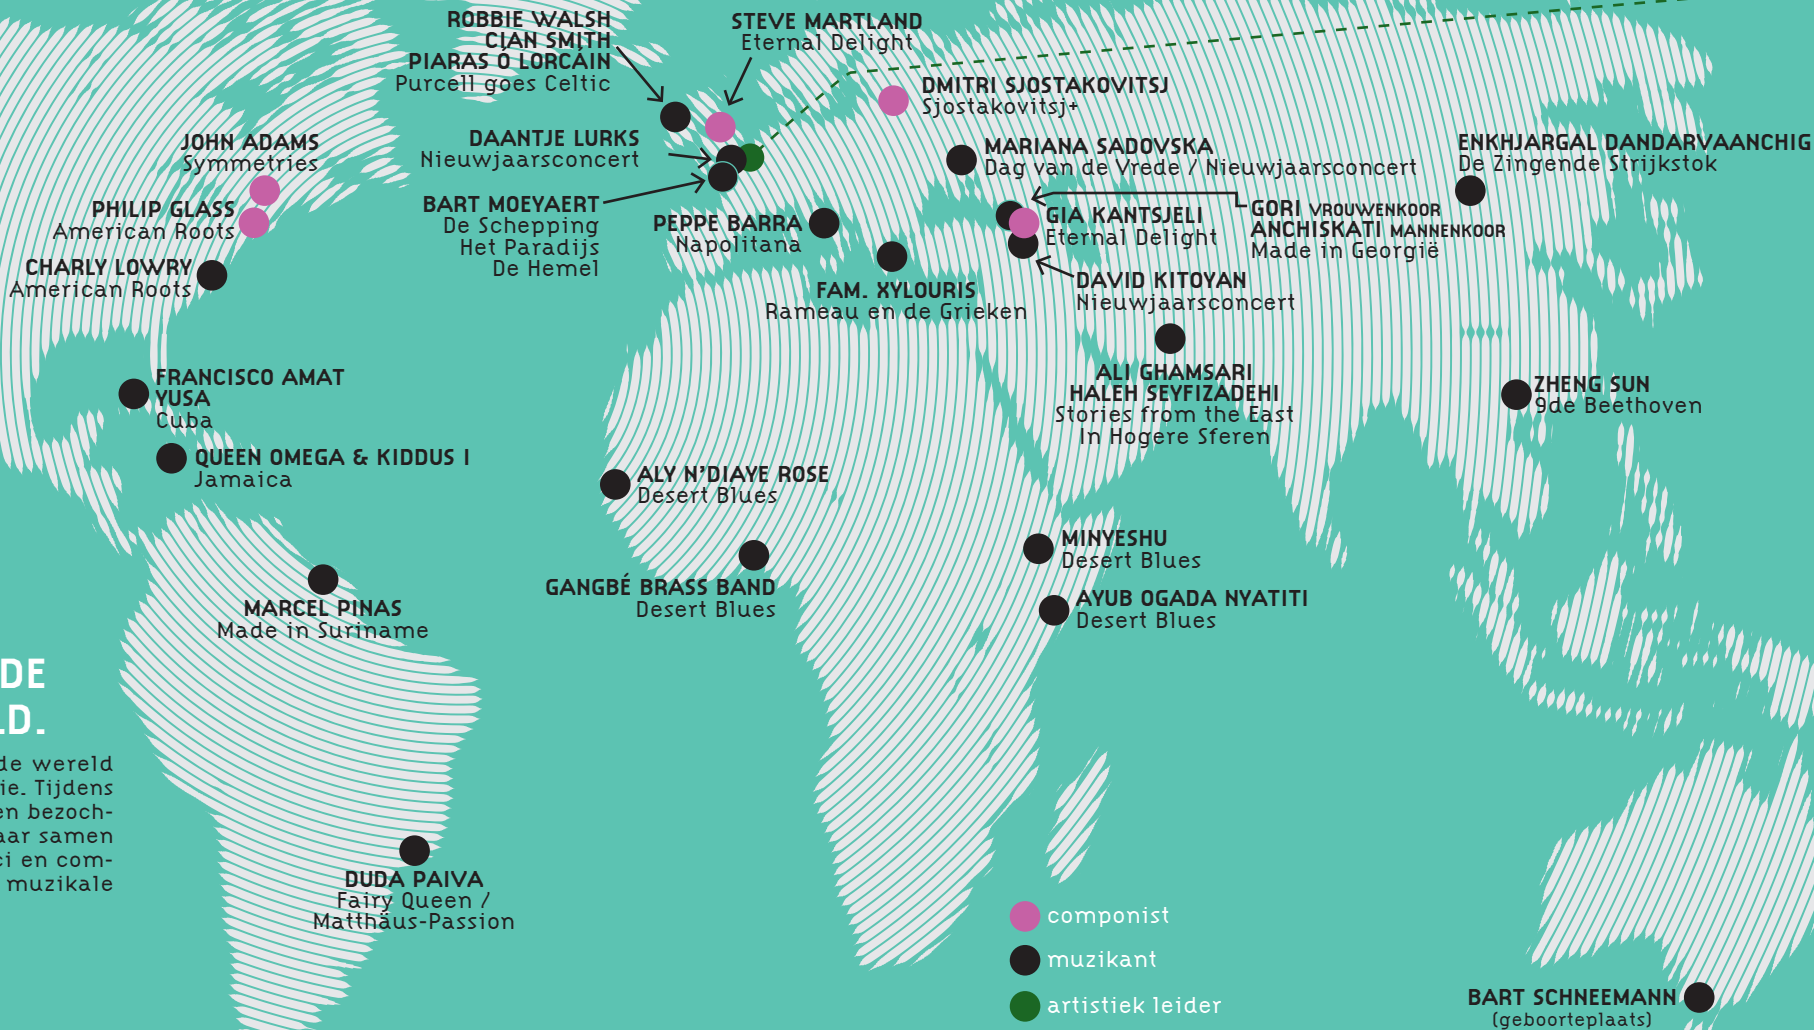 ROBBIE WALSH
CIAN SMITH
PIARAS Ó LORCÁIN
Purcell goes Celtic
STEVE MARTLAND
Eternal Delight
DMITRI SJOSTAKOVITSJ
Sjostakovitsj+
JOHN ADAMS
Symmetries
DAANTJE LURKS
Nieuwjaarsconcert
MARIANA SADOVSKA
Dag van de Vrede / Nieuwjaarsconcert
ENKHJARGAL DANDARVAANCHIG
De Zingende Strijkstok
PHILIP GLASS
American Roots
BART MOEYAERT
De Schepping
Het Paradijs
De Hemel
PEPPE BARRA
Napolitana
GIA KANTSJELI
Eternal Delight
GORI VROUWENKOOR
ANCHISKATI MANNENKOOR
Made in Georgië
CHARLY LOWRY
American Roots
FAM. XYLOURIS
Rameau en de Grieken
DAVID KITOYAN
Nieuwjaarsconcert
FRANCISCO AMAT
YUSA
Cuba
ALI GHAMSARI
HALEH SEYFIZADEHI
Stories from the East
In Hogere Sferen
ZHENG SUN
9de Beethoven
QUEEN OMEGA & KIDDUS I
Jamaica
ALY N'DIAYE ROSE
Desert Blues
MINYESHU
Desert Blues
GANGBÉ BRASS BAND
Desert Blues
AYUB OGADA NYATITI
Desert Blues
MARCEL PINAS
Made in Suriname
DE
LD.
de wereld
ie. Tijdens
en bezoch-
aar samen
ci en com-
muzikale
DUDA PAIVA
Fairy Queen /
Matthäus-Passion
componist
muzikant
artistiek leider
BART SCHNEEMANN
(geboorteplaats)